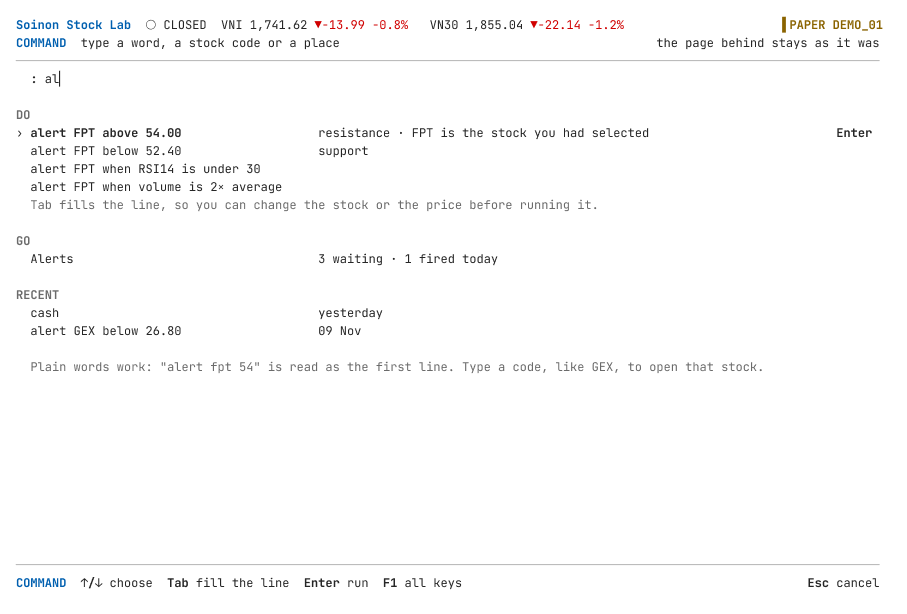 Soinon Stock Lab ○ CLOSED VNI 1,741.62 ▼-13.99 -0.8% VN30 1,855.04 ▼-22.14 -1.2% PAPER DEMO_01
COMMAND type a word, a stock code or a place the page behind stays as it was
: al
DO
› alert FPT above 54.00 resistance · FPT is the stock you had selected Enter
alert FPT below 52.40 support
alert FPT when RSI14 is under 30
alert FPT when volume is 2× average
Tab fills the line, so you can change the stock or the price before running it.
GO
Alerts 3 waiting · 1 fired today
RECENT
cash yesterday
alert GEX below 26.80 09 Nov
Plain words work: "alert fpt 54" is read as the first line. Type a code, like GEX, to open that stock.
COMMAND ↑/↓ choose Tab fill the line Enter run F1 all keys Esc cancel